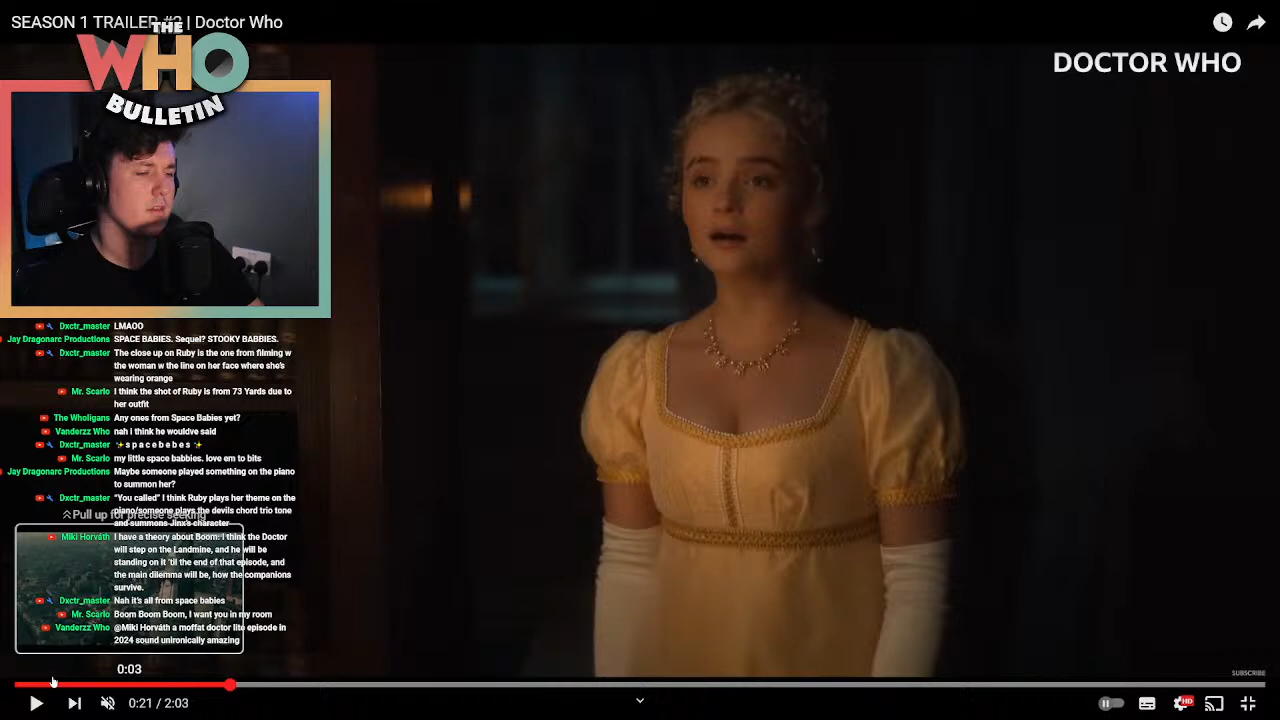 SEASON 1 TRAILER #2 | Doctor Who
THE
WHO
BULLETIN
DOCTOR WHO
Dxctr_master LMAOO
Jay Dragonarc Productions SPACE BABIES. Sequel? STOOKY BABBIES.
Dxctr_master The close up on Ruby is the one from filming w
the woman w the line on her face where she's
wearing orange
Mr. Scarlo I think the shot of Ruby is from 73 Yards due to
her outfit
The Wholigans Any ones from Space Babies yet?
Vanderzz Who nah i think he wouldve said
Dxctr_master ✨s p a c e b e b e s ✨
Mr. Scarlo my little space babbies. love em to bits
Jay Dragonarc Productions Maybe someone played something on the piano
to summon her?
Dxctr_master “You called” I think Ruby plays her theme on the
piano/someone plays the devils chord trio tone
and summons Jinx's character
Pull up for precise seeking
Miki Horváth I have a theory about Boom: I think the Doctor
will step on the Landmine, and he will be
standing on it 'til the end of that episode, and
the main dilemma will be, how the companions
survive.
Dxctr_master Nah it's all from space babies
Mr. Scarlo Boom Boom Boom, I want you in my room
Vanderzz Who @Miki Horváth a moffat doctor lite episode in
2024 sound unironically amazing
0:03
SUBSCRIBE
0:21 / 2:03
HD